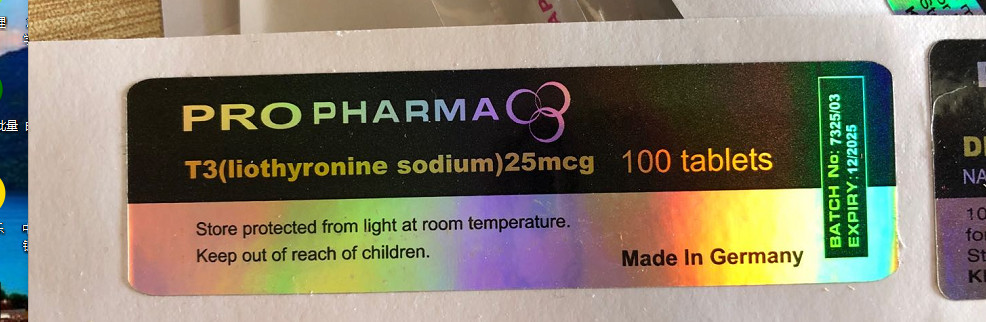 PRO PHARMA
T3(liothyronine sodium)25mcg 100 tablets
Store protected from light at room temperature.
Keep out of reach of children.
Made In Germany
BATCH No: 7325/03
EXPIRY: 12/2025